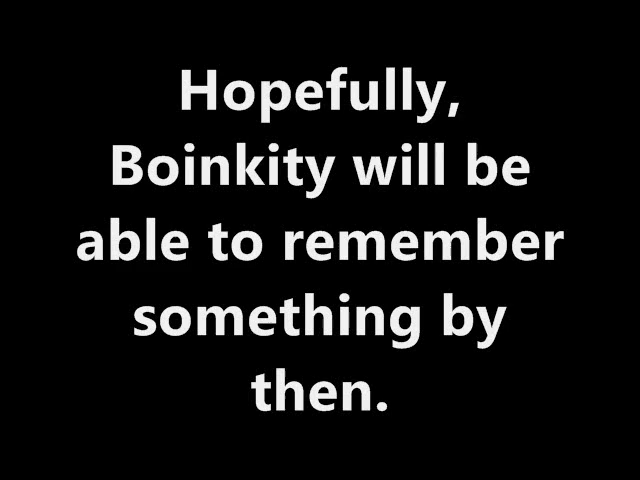 Hopefully,
Boinkity will be
able to remember
something by
then.